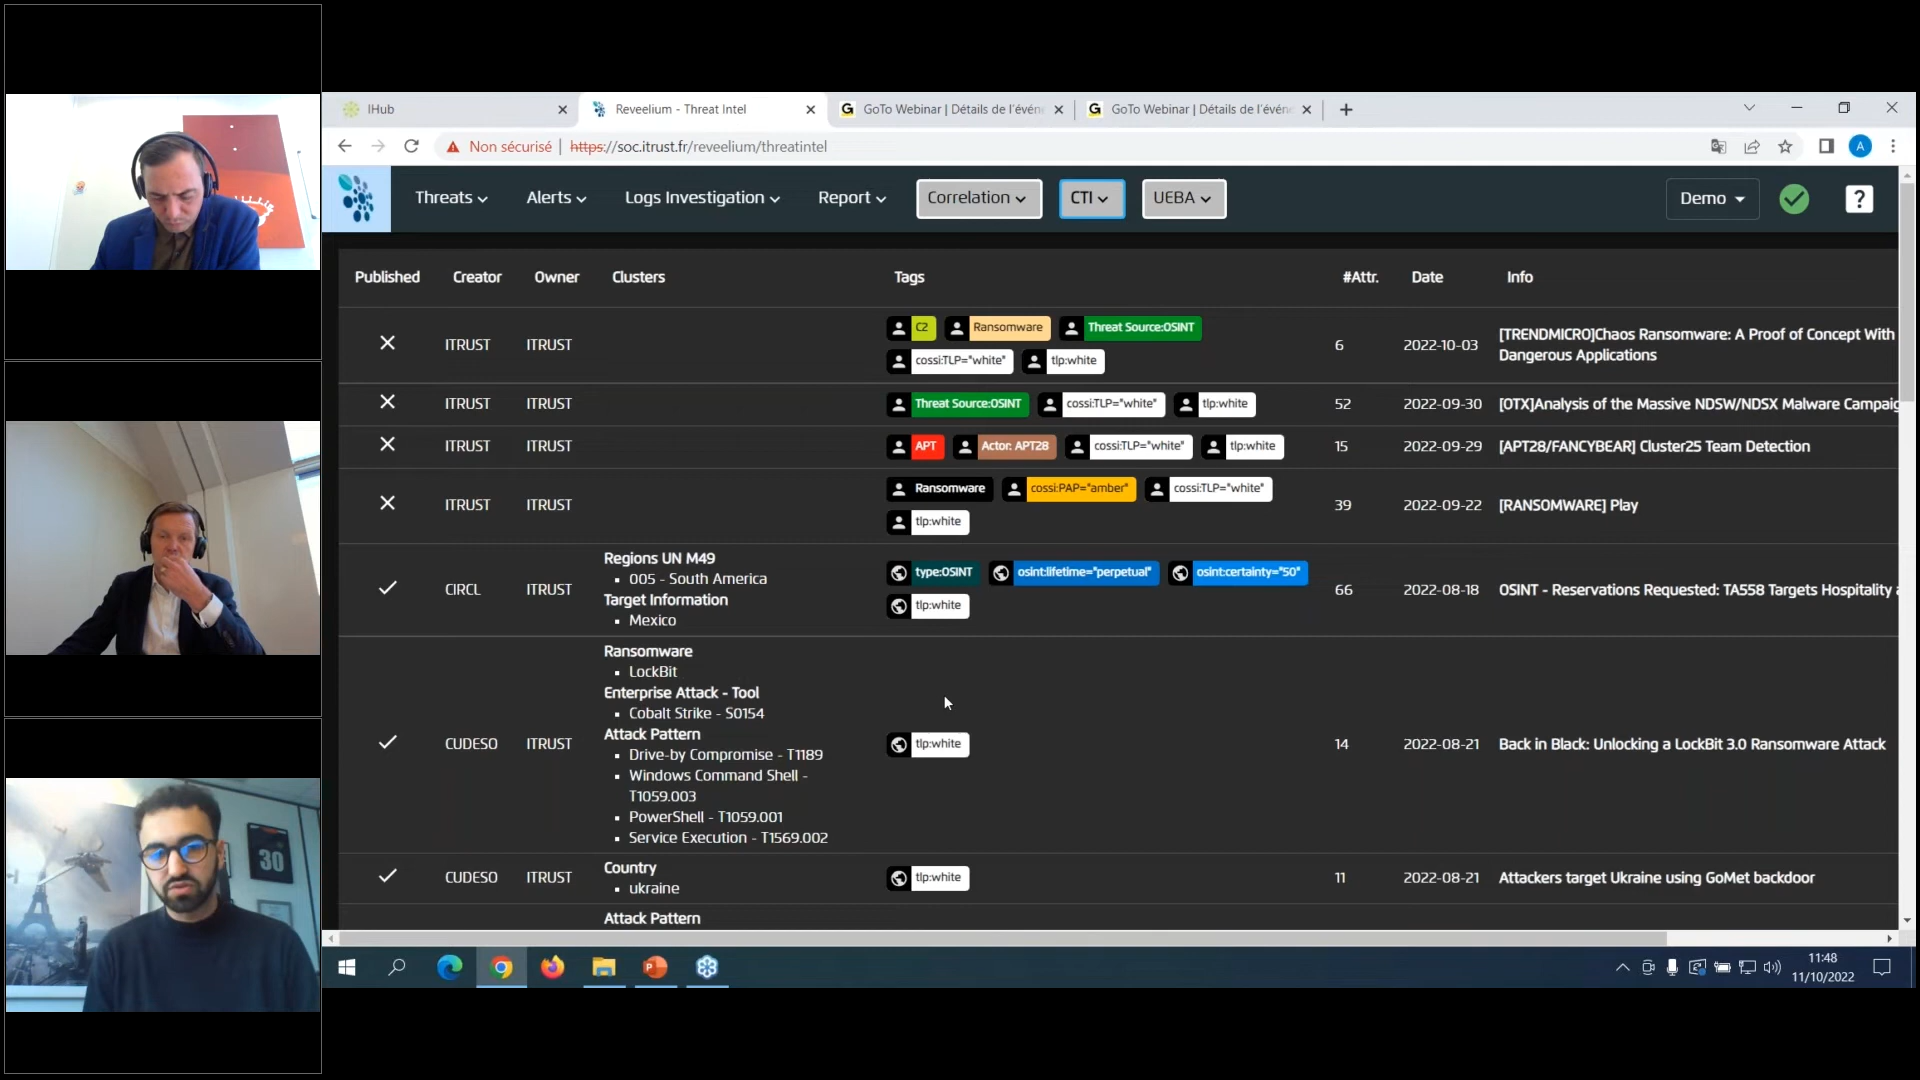 IHub
Reveelium - Threat Intel
GoTo Webinar | Détails de l'événe
GoTo Webinar | Détails de l'événe
Non sécurisé | https://soc.itrust.fr/reveelium/threatintel
A
Threats Alerts Logs Investigation Report Correlation CTI UEBA Demo ?
Published Creator Owner Clusters Tags #Attr. Date Info
ITRUST ITRUST C2 Ransomware Threat Source:OSINT
cossi:TLP="white" tlp:white
6 2022-10-03 [TRENDMICRO]Chaos Ransomware: A Proof of Concept With
Dangerous Applications
ITRUST ITRUST Threat Source:OSINT cossi:TLP="white" tlp:white 52 2022-09-30 [OTX]Analysis of the Massive NDSW/NDSX Malware Campaig
ITRUST ITRUST APT Actor: APT28 cossi:TLP="white" tlp:white 15 2022-09-29 [APT28/FANCYBEAR] Cluster25 Team Detection
ITRUST ITRUST Ransomware cossi:PAP="amber" cossi:TLP="white"
tlp:white
39 2022-09-22 [RANSOMWARE] Play
CIRCL ITRUST
Regions UN M49
005 - South America
Target Information
Mexico
type:OSINT osint:lifetime="perpetual" osint:certainty="50"
tlp:white
66 2022-08-18 OSINT - Reservations Requested: TA558 Targets Hospitality a
CUDESO ITRUST
Ransomware
LockBit
Enterprise Attack - Tool
Cobalt Strike - S0154
Attack Pattern
Drive-by Compromise - T1189
Windows Command Shell -
T1059.003
PowerShell - T1059.001
Service Execution - T1569.002
tlp:white 14 2022-08-21 Back in Black: Unlocking a LockBit 3.0 Ransomware Attack
CUDESO ITRUST
Country
ukraine
tlp:white 11 2022-08-21 Attackers target Ukraine using GoMet backdoor
Attack Pattern
11:48
11/10/2022
30